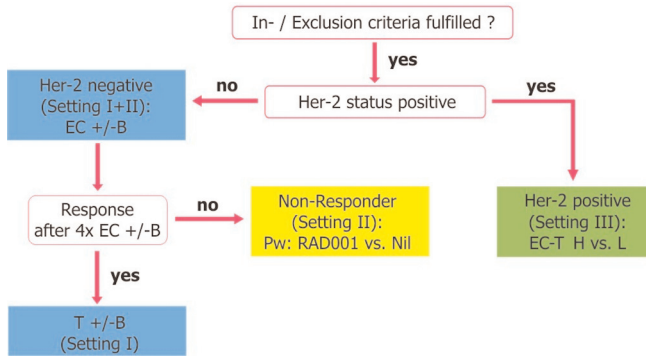 In- / Exclusion criteria fulfilled ?
yes
Her-2 status positive
no
yes
Her-2 negative
(Setting I+II):
EC +/-B
Response
after 4x EC +/-B
no
Non-Responder
(Setting II):
Pw: RAD001 vs. Nil
Her-2 positive
(Setting III):
EC-T H vs. L
yes
T +/-B
(Setting I)